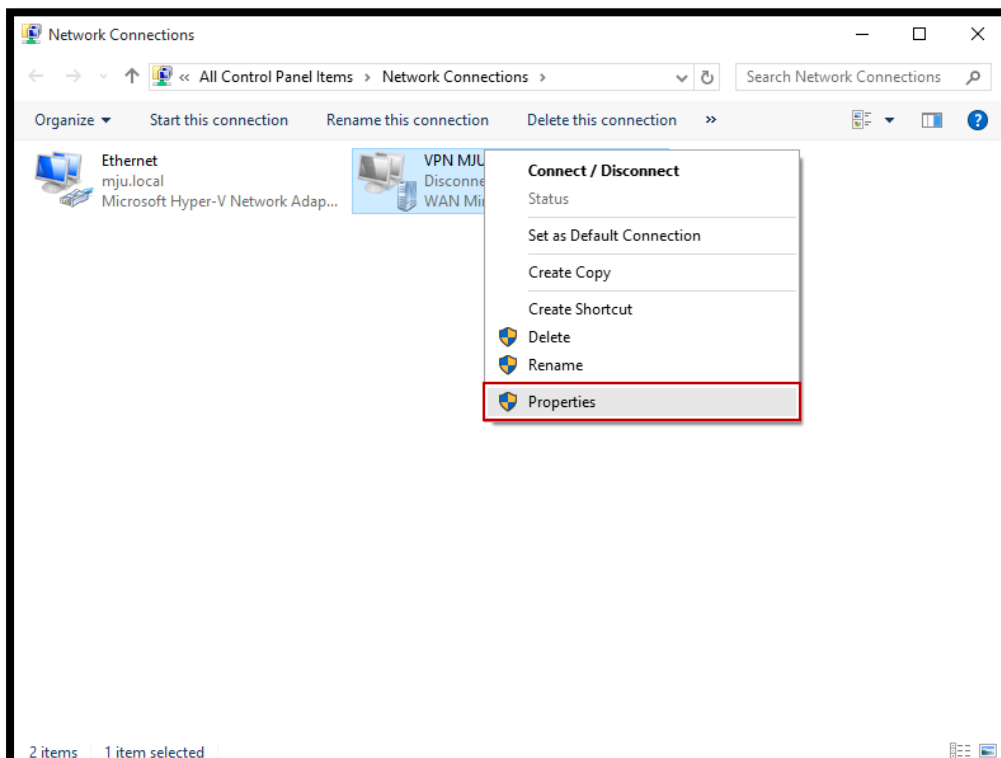 Network Connections
« All Control Panel Items > Network Connections >
Search Network Connections
Organize Start this connection Rename this connection Delete this connection »
Ethernet
mju.local
Microsoft Hyper-V Network Adap...
VPN MJU
Disconne
WAN Mi
Connect / Disconnect
Status
Set as Default Connection
Create Copy
Create Shortcut
Delete
Rename
Properties
2 items 1 item selected